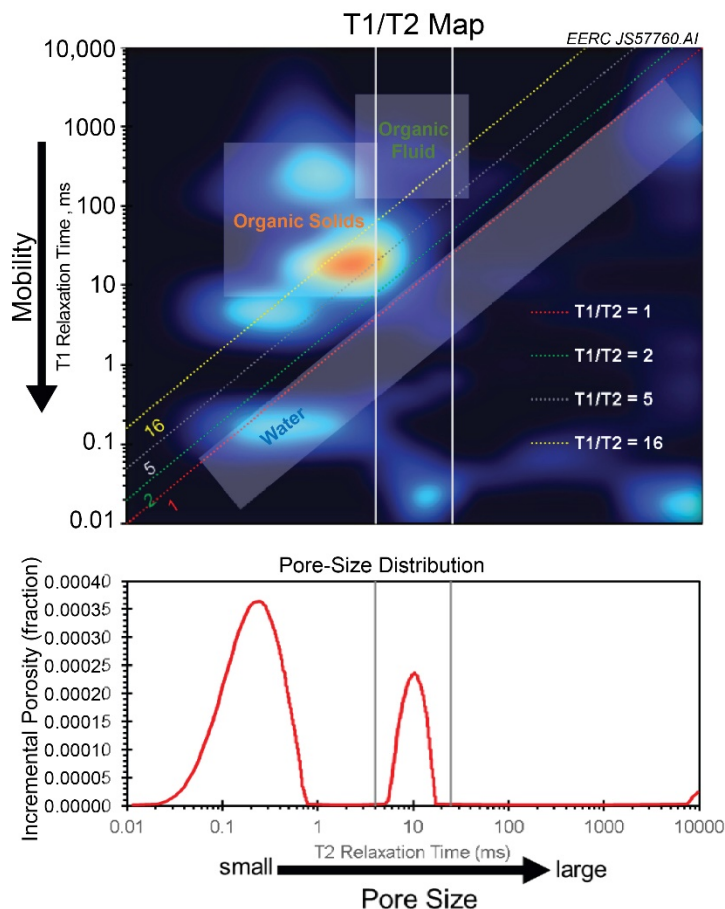 T1/T2 Map
EERC JS57760.AI
10,000
1000
100
10
1
0.1
0.01
Mobility
T1 Relaxation Time , ms
Organic
Fluid
Organic Solids
Water
16
5
2
1
T1/T2 = 1
T1/T2 = 2
T1/T2 = 5
T1/T2 = 16
Pore-Size Distribution
Incremental Porosity (fraction)
0.00040
0.00035
0.00030
0.00025
0.00020
0.00015
0.00010
0.00005
0.00000
0.01 0.1 1 10 100 1000 10000
T2 Relaxation Time (ms)
small large
Pore Size